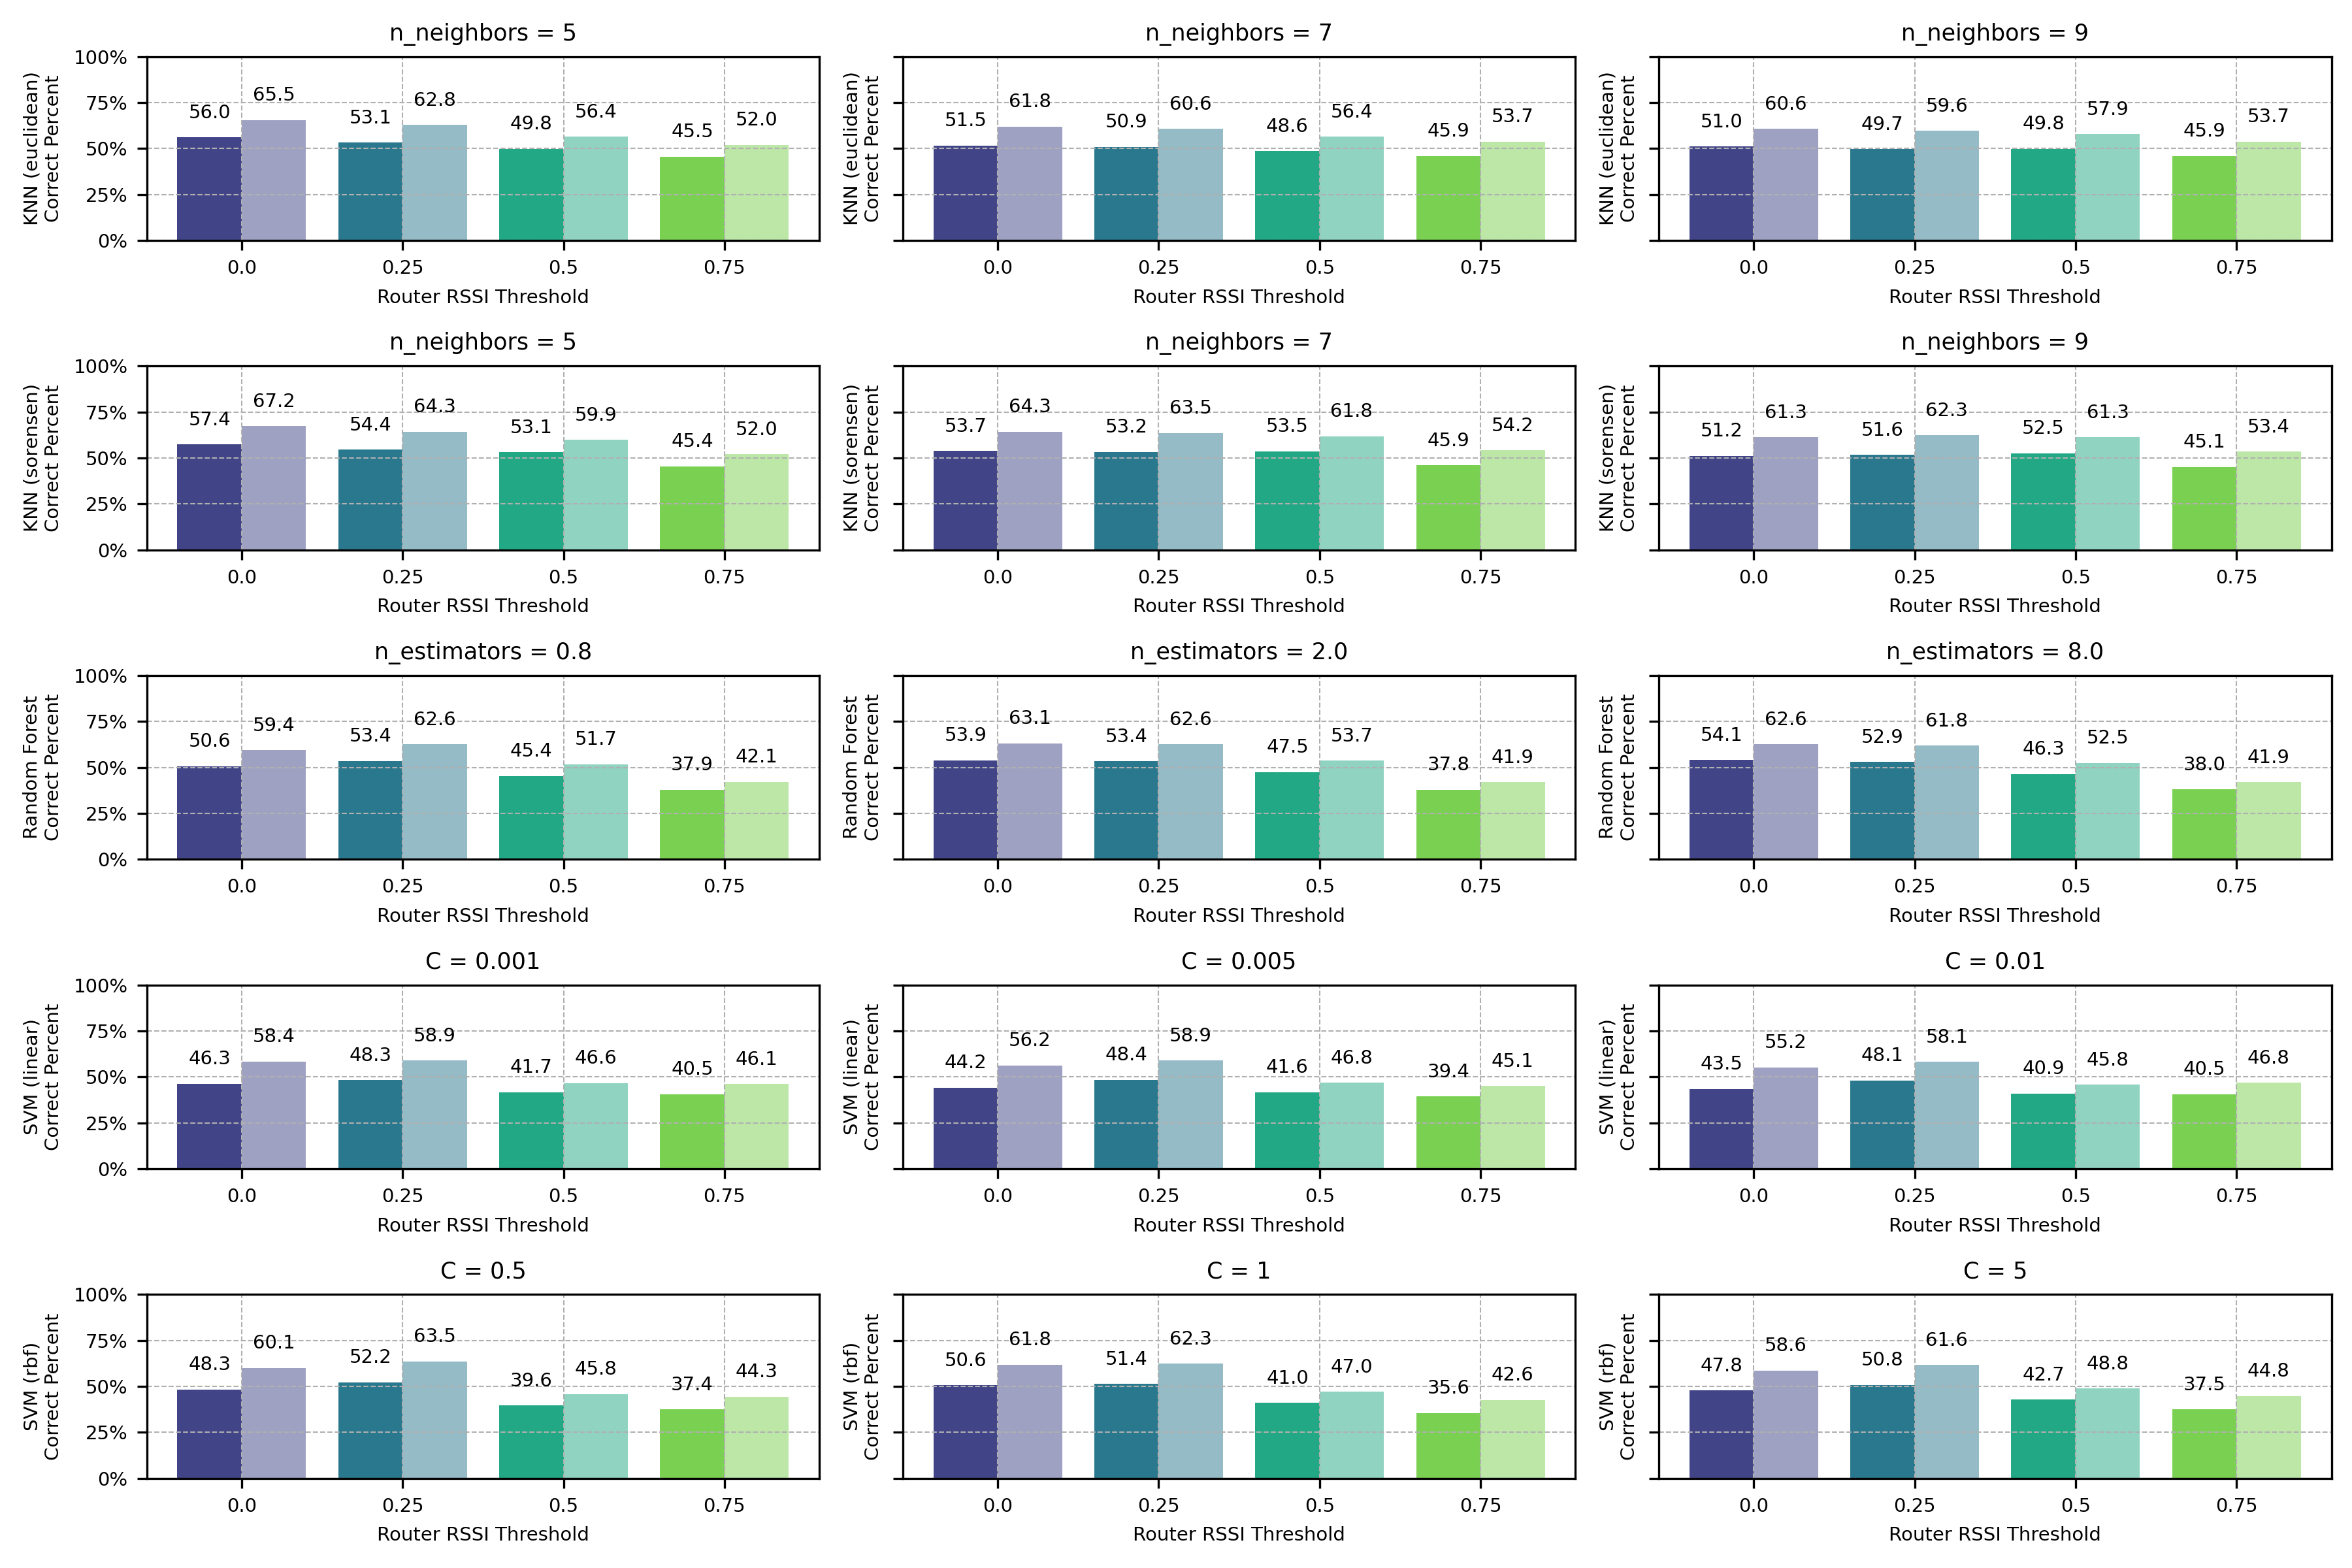 n_neighbors = 5
KNN (euclidean)
Correct Percent
100%
75%
50%
25%
0%
56.0 65.5 53.1 62.8 49.8 56.4 45.5 52.0
0.0 0.25 0.5 0.75
Router RSSI Threshold
n_neighbors = 7
KNN (euclidean)
Correct Percent
51.5 61.8 50.9 60.6 48.6 56.4 45.9 53.7
0.0 0.25 0.5 0.75
Router RSSI Threshold
n_neighbors = 9
KNN (euclidean)
Correct Percent
51.0 60.6 49.7 59.6 49.8 57.9 45.9 53.7
0.0 0.25 0.5 0.75
Router RSSI Threshold
n_neighbors = 5
KNN (sorensen)
Correct Percent
100%
75%
50%
25%
0%
57.4 67.2 54.4 64.3 53.1 59.9 45.4 52.0
0.0 0.25 0.5 0.75
Router RSSI Threshold
n_neighbors = 7
KNN (sorensen)
Correct Percent
53.7 64.3 53.2 63.5 53.5 61.8 45.9 54.2
0.0 0.25 0.5 0.75
Router RSSI Threshold
n_neighbors = 9
KNN (sorensen)
Correct Percent
51.2 61.3 51.6 62.3 52.5 61.3 45.1 53.4
0.0 0.25 0.5 0.75
Router RSSI Threshold
n_estimators = 0.8
Random Forest
Correct Percent
100%
75%
50%
25%
0%
50.6 59.4 53.4 62.6 45.4 51.7 37.9 42.1
0.0 0.25 0.5 0.75
Router RSSI Threshold
n_estimators = 2.0
Random Forest
Correct Percent
53.9 63.1 53.4 62.6 47.5 53.7 37.8 41.9
0.0 0.25 0.5 0.75
Router RSSI Threshold
n_estimators = 8.0
Random Forest
Correct Percent
54.1 62.6 52.9 61.8 46.3 52.5 38.0 41.9
0.0 0.25 0.5 0.75
Router RSSI Threshold
C = 0.001
SVM (linear)
Correct Percent
100%
75%
50%
25%
0%
46.3 58.4 48.3 58.9 41.7 46.6 40.5 46.1
0.0 0.25 0.5 0.75
Router RSSI Threshold
C = 0.005
SVM (linear)
Correct Percent
44.2 56.2 48.4 58.9 41.6 46.8 39.4 45.1
0.0 0.25 0.5 0.75
Router RSSI Threshold
C = 0.01
SVM (linear)
Correct Percent
43.5 55.2 48.1 58.1 40.9 45.8 40.5 46.8
0.0 0.25 0.5 0.75
Router RSSI Threshold
C = 0.5
SVM (rbf)
Correct Percent
100%
75%
50%
25%
0%
48.3 60.1 52.2 63.5 39.6 45.8 37.4 44.3
0.0 0.25 0.5 0.75
Router RSSI Threshold
C = 1
SVM (rbf)
Correct Percent
50.6 61.8 51.4 62.3 41.0 47.0 35.6 42.6
0.0 0.25 0.5 0.75
Router RSSI Threshold
C = 5
SVM (rbf)
Correct Percent
47.8 58.6 50.8 61.6 42.7 48.8 37.5 44.8
0.0 0.25 0.5 0.75
Router RSSI Threshold